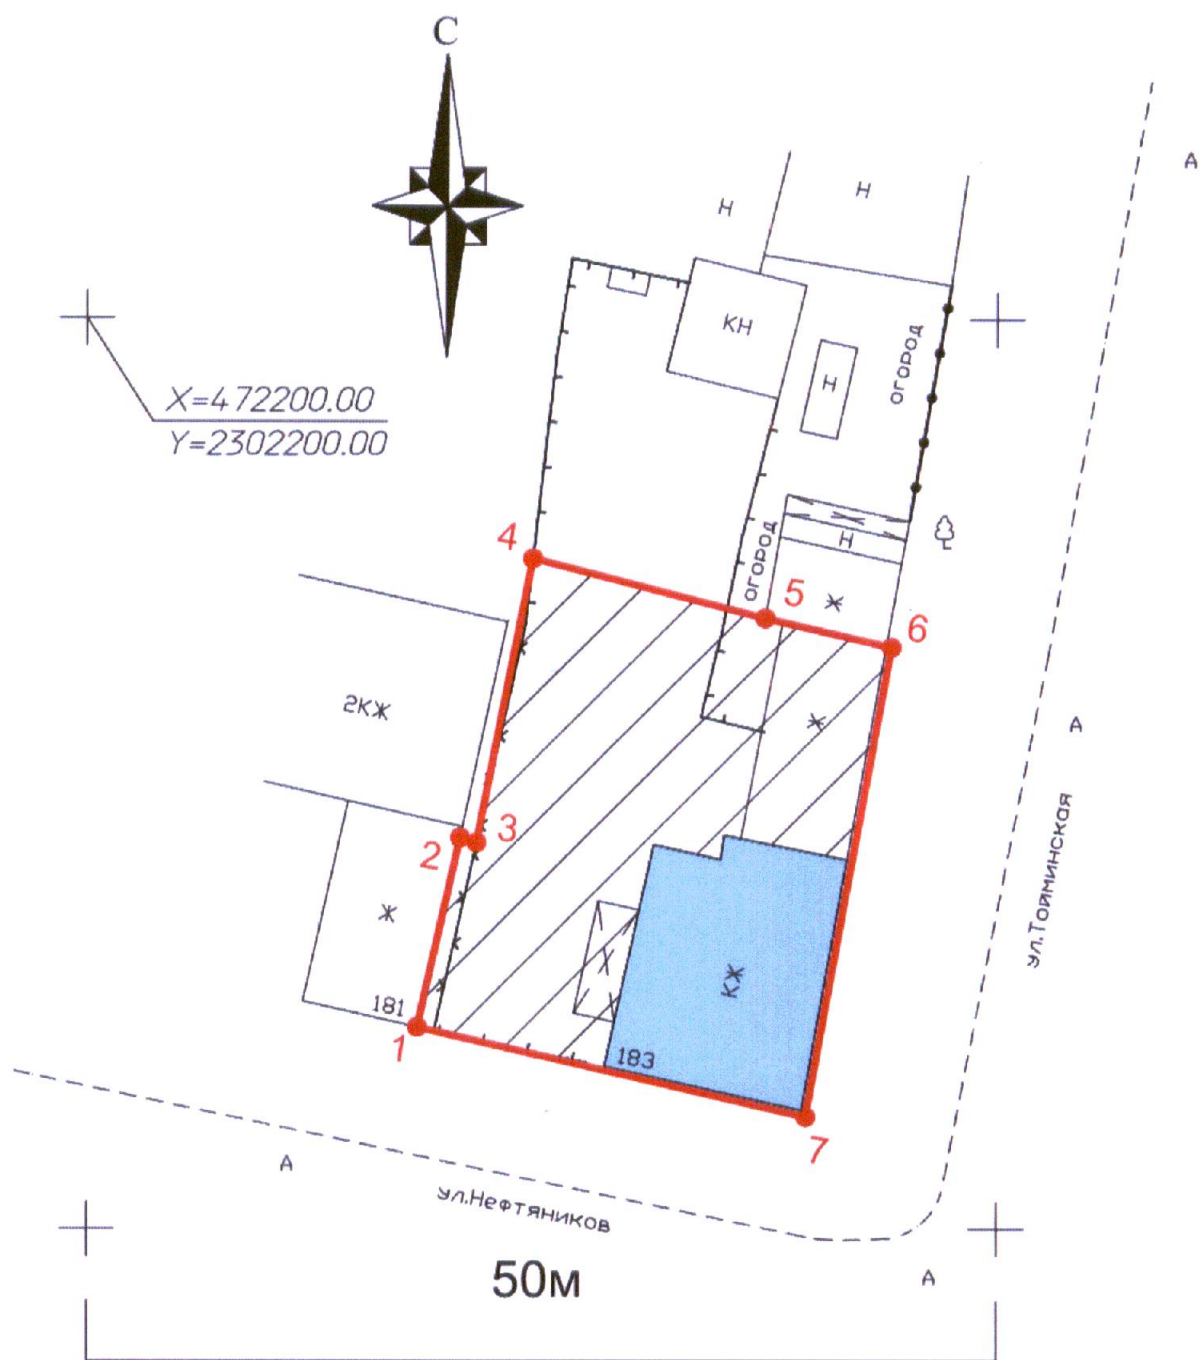 С
А
Н
Н
КН
Н
ОГОРОД
X=472200.00
Y=2302200.00
Н
ОГОРОД
4
5
Ж
6
2КЖ
Ж
А
3
2
ул.Тойминская
Ж
КЖ
181
1
183
7
А
ул.Нефтяников
А
50м